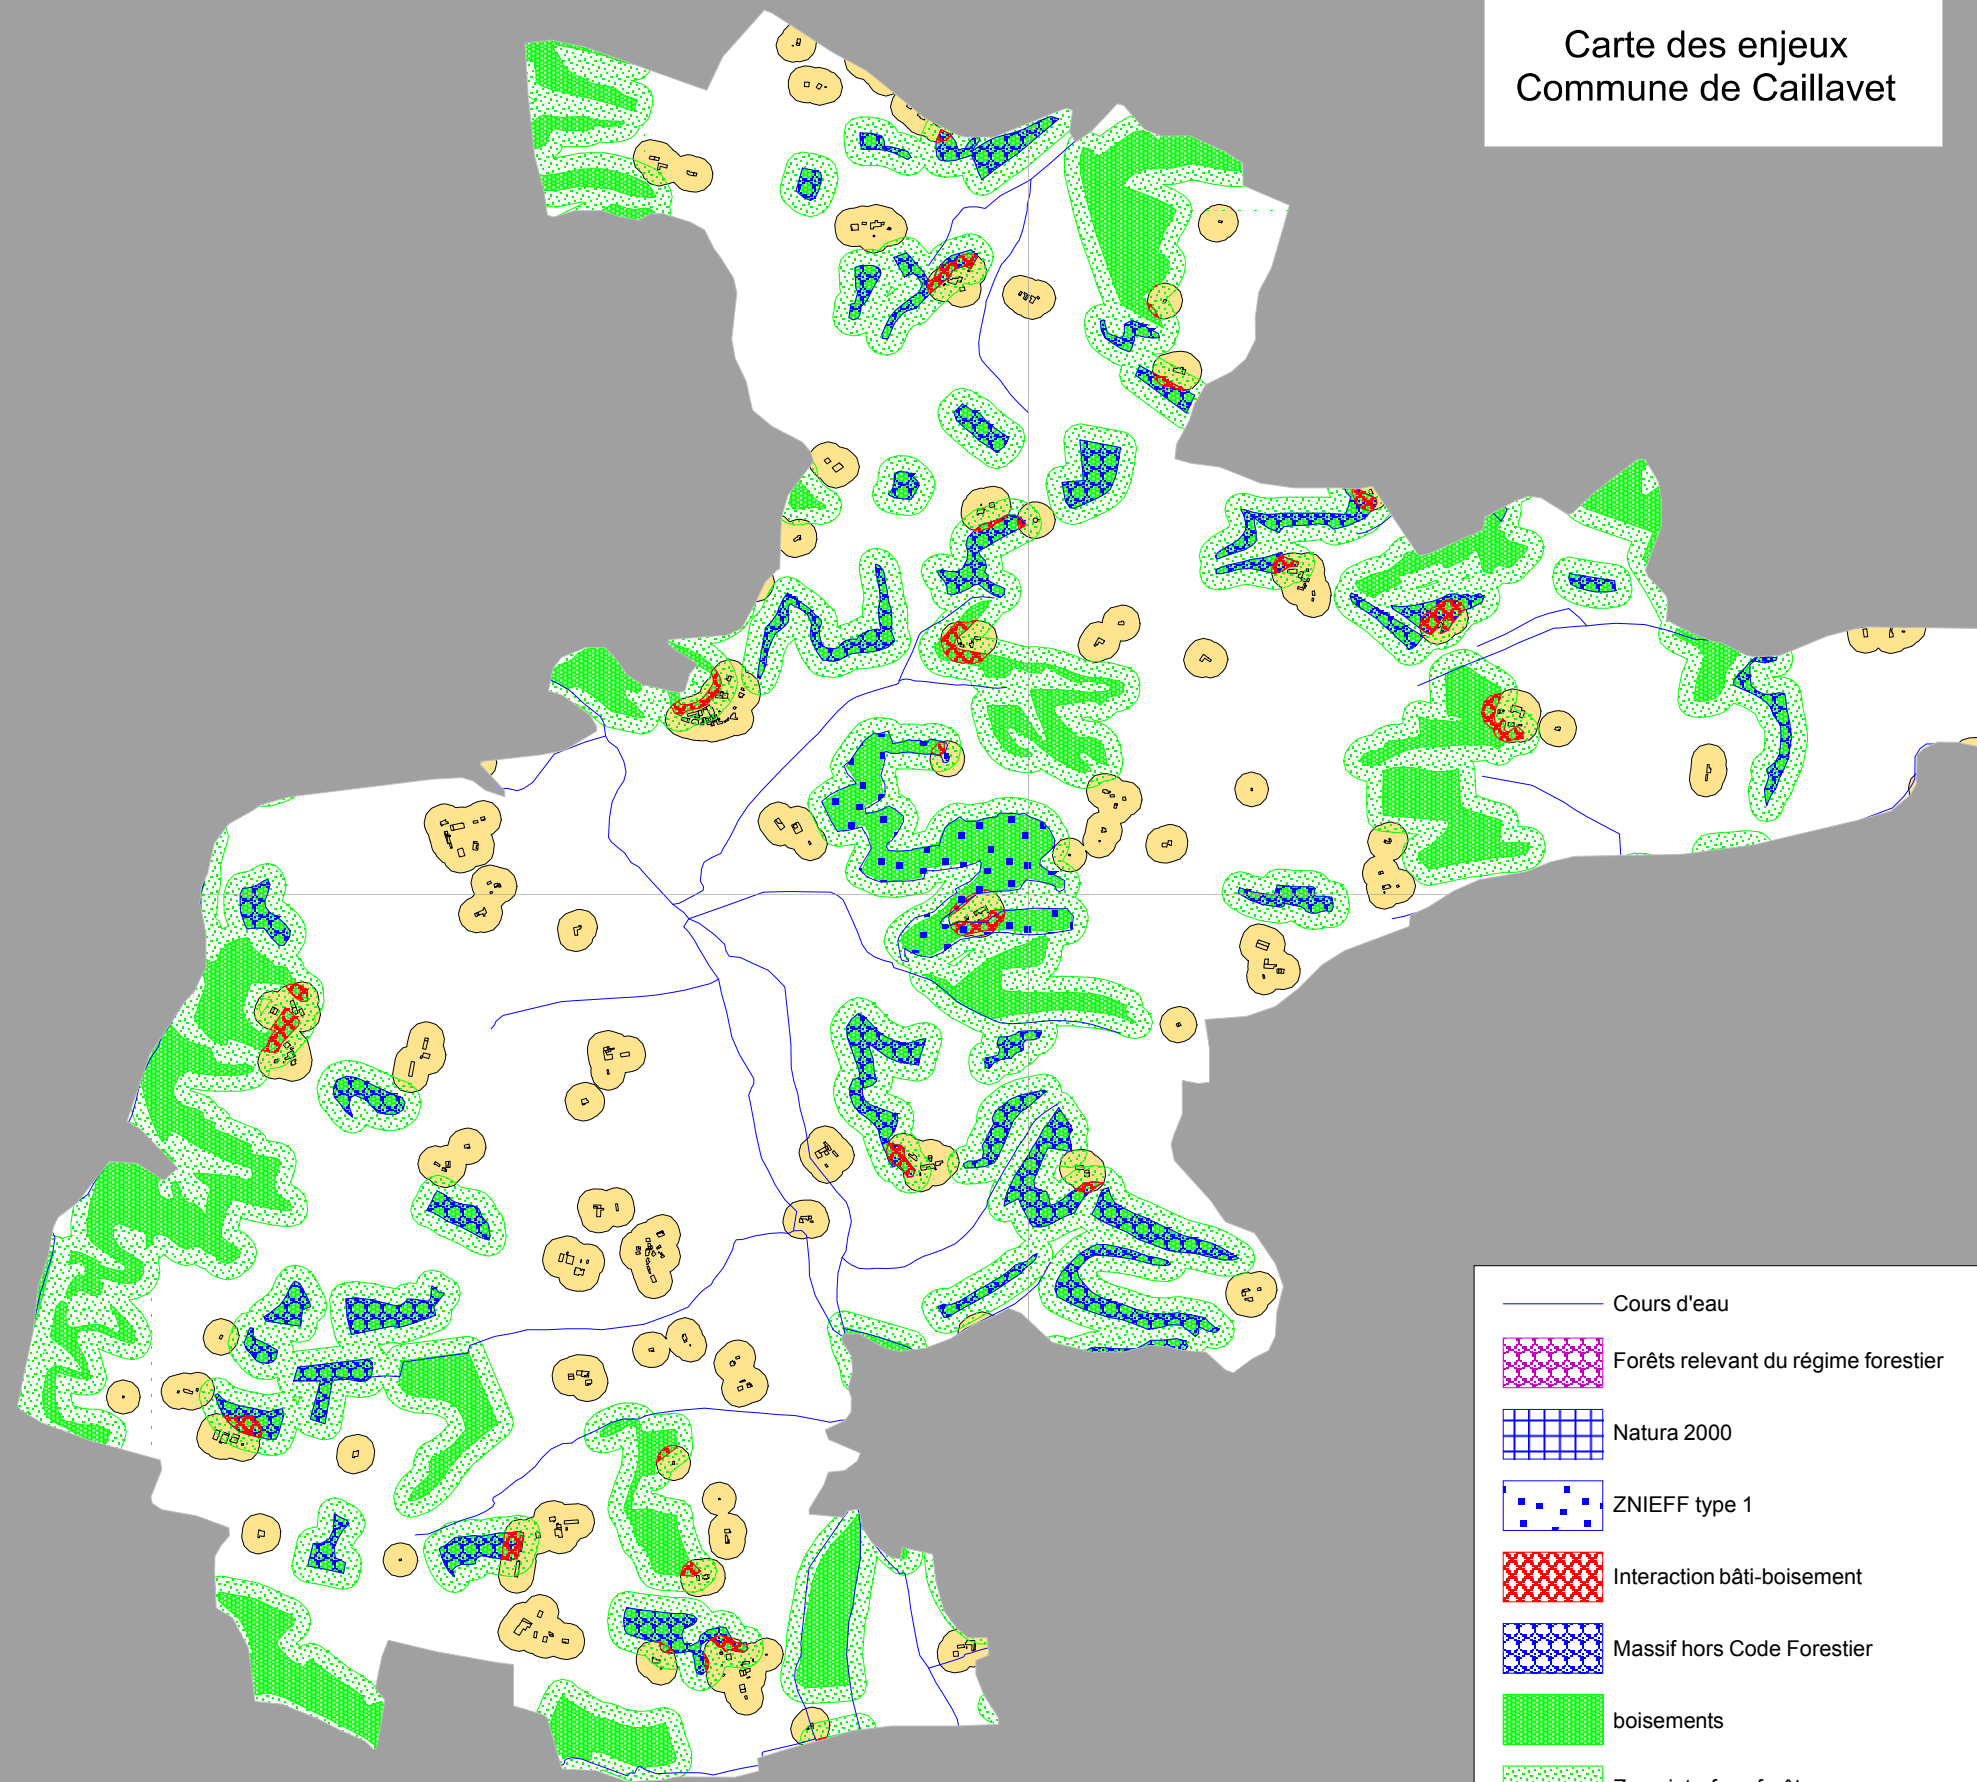 Carte des enjeux
Commune de Caillavet
Cours d'eau
Forêts relevant du régime forestier
Natura 2000
ZNIEFF type 1
Interaction bâti-boisement
Massif hors Code Forestier
boisements